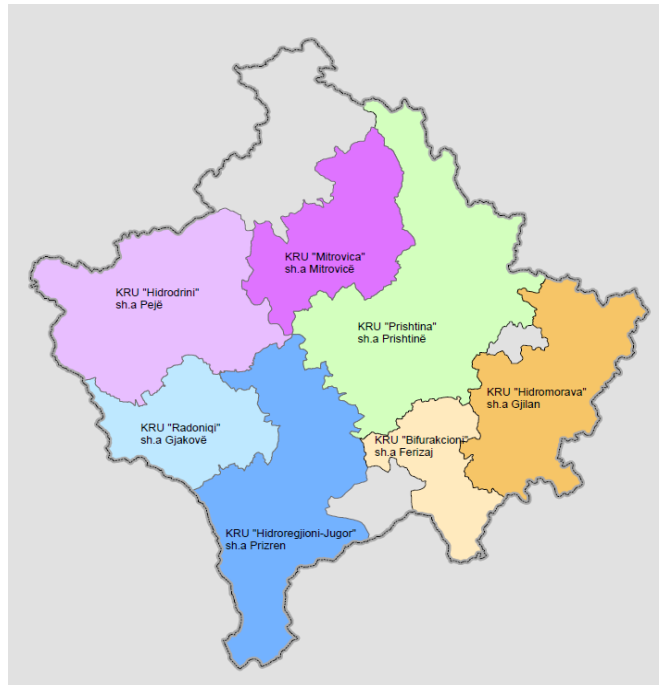 KRU "Mitrovica"
sh.a Mitrovicë
KRU "Hidrodrini"
sh.a Pejë
KRU "Prishtina"
sh.a Prishtinë
KRU "Hidromorava"
sh.a Gjilan
KRU "Radoniqi"
sh.a Gjakovë
KRU "Bifurakcioni"
sh.a Ferizaj
KRU "Hidroregjioni-Jugor"
sh.a Prizren